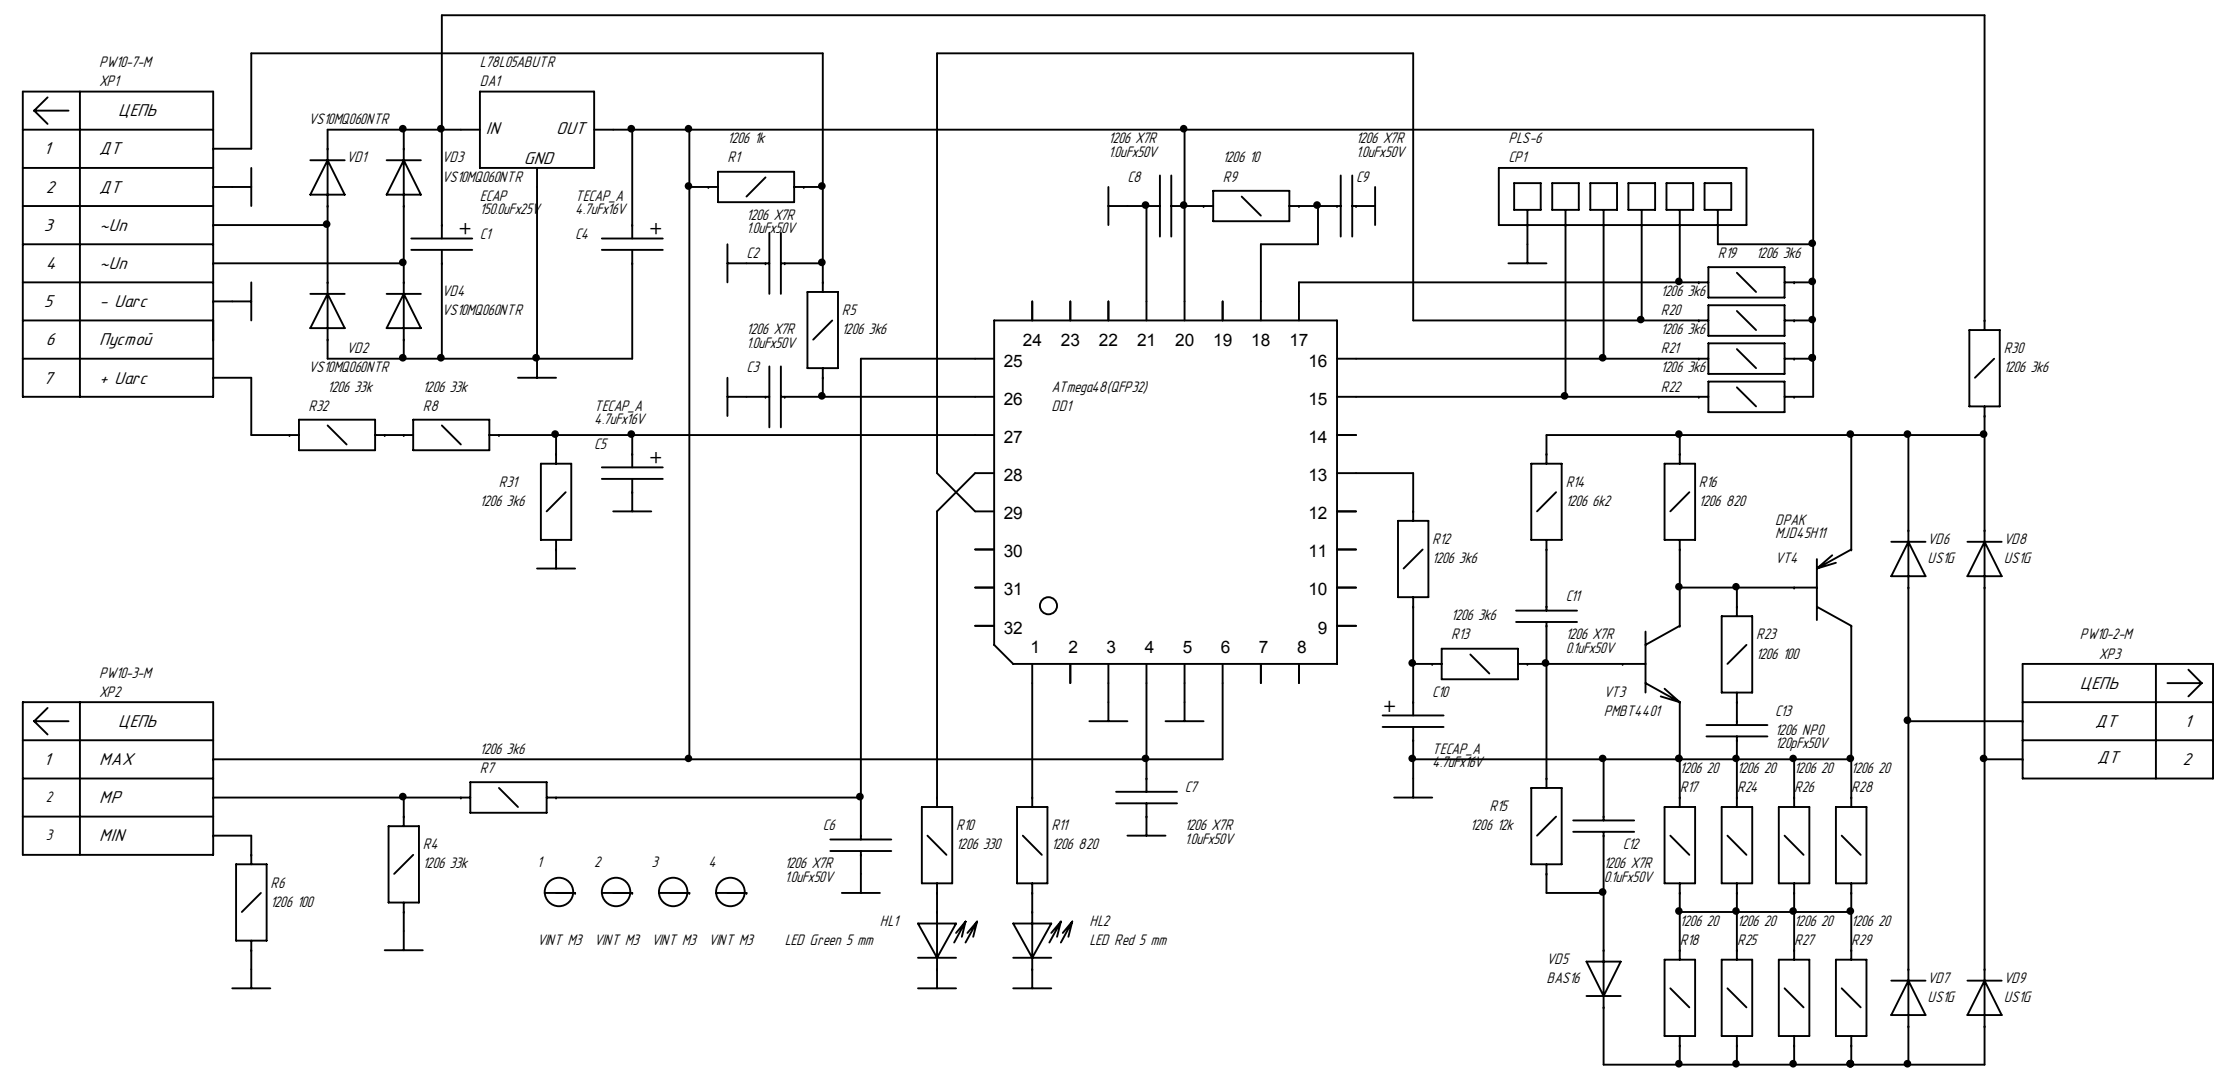 PW10-7-M
XP1
ЦЕПЬ
1 ДТ
2 ДТ
3 ~Uп
4 ~Uп
5 - Uarc
6 Пустой
7 + Uarc
VS10MQ060NTR
VD1
VD3
VS10MQ060NTR
VD4
VS10MQ060NTR
VD2
VS10MQ060NTR
L78L05ABUTR
DA1
IN OUT
GND
ECAP
150.0uFx25V
C1
TECAP_A
4.7uFx16V
C4
1206 1k
R1
1206 X7R
1.0uFx50V
C2
1206 X7R
1.0uFx50V
C3
R5
1206 3k6
1206 33k
R32
1206 33k
R8
R31
1206 3k6
TECAP_A
4.7uFx16V
C5
1206 X7R
1.0uFx50V
C8
1206 10
R9
1206 X7R
1.0uFx50V
C9
PLS-6
CP1
R19 1206 3k6
1206 3k6
R20
1206 3k6
R21
1206 3k6
R22
24 23 22 21 20 19 18 17
25
26
27
28
29
30
31
32
ATmega48(QFP32)
DD1
16
15
14
13
12
11
10
9
1 2 3 4 5 6 7 8
R30
1206 3k6
R14
1206 6k2
R16
1206 820
DPAK
MJD45H11
VT4
VD6
US1G
VD8
US1G
R12
1206 3k6
1206 3k6
R13
C11
1206 X7R
0.1uFx50V
R23
1206 100
VT3
PMBT4401
C13
1206 NP0
120pFx50V
C10
TECAP_A
4.7uFx16V
PW10-2-M
XP3
ЦЕПЬ
ДТ 1
ДТ 2
PW10-3-M
XP2
ЦЕПЬ
1 MAX
2 MP
3 MIN
1206 3k6
R7
R4
1206 33k
R6
1206 100
1 2 3 4
VINT M3 VINT M3 VINT M3 VINT M3
C6
1206 X7R
1.0uFx50V
R10
1206 330
R11
1206 820
C7
1206 X7R
1.0uFx50V
HL1
LED Green 5 mm
HL2
LED Red 5 mm
R15
1206 12k
C12
1206 X7R
0.1uFx50V
1206 20 1206 20 1206 20 1206 20
R17 R24 R26 R28
1206 20 1206 20 1206 20 1206 20
R18 R25 R27 R29
VD5
BAS16
VD7
US1G
VD9
US1G